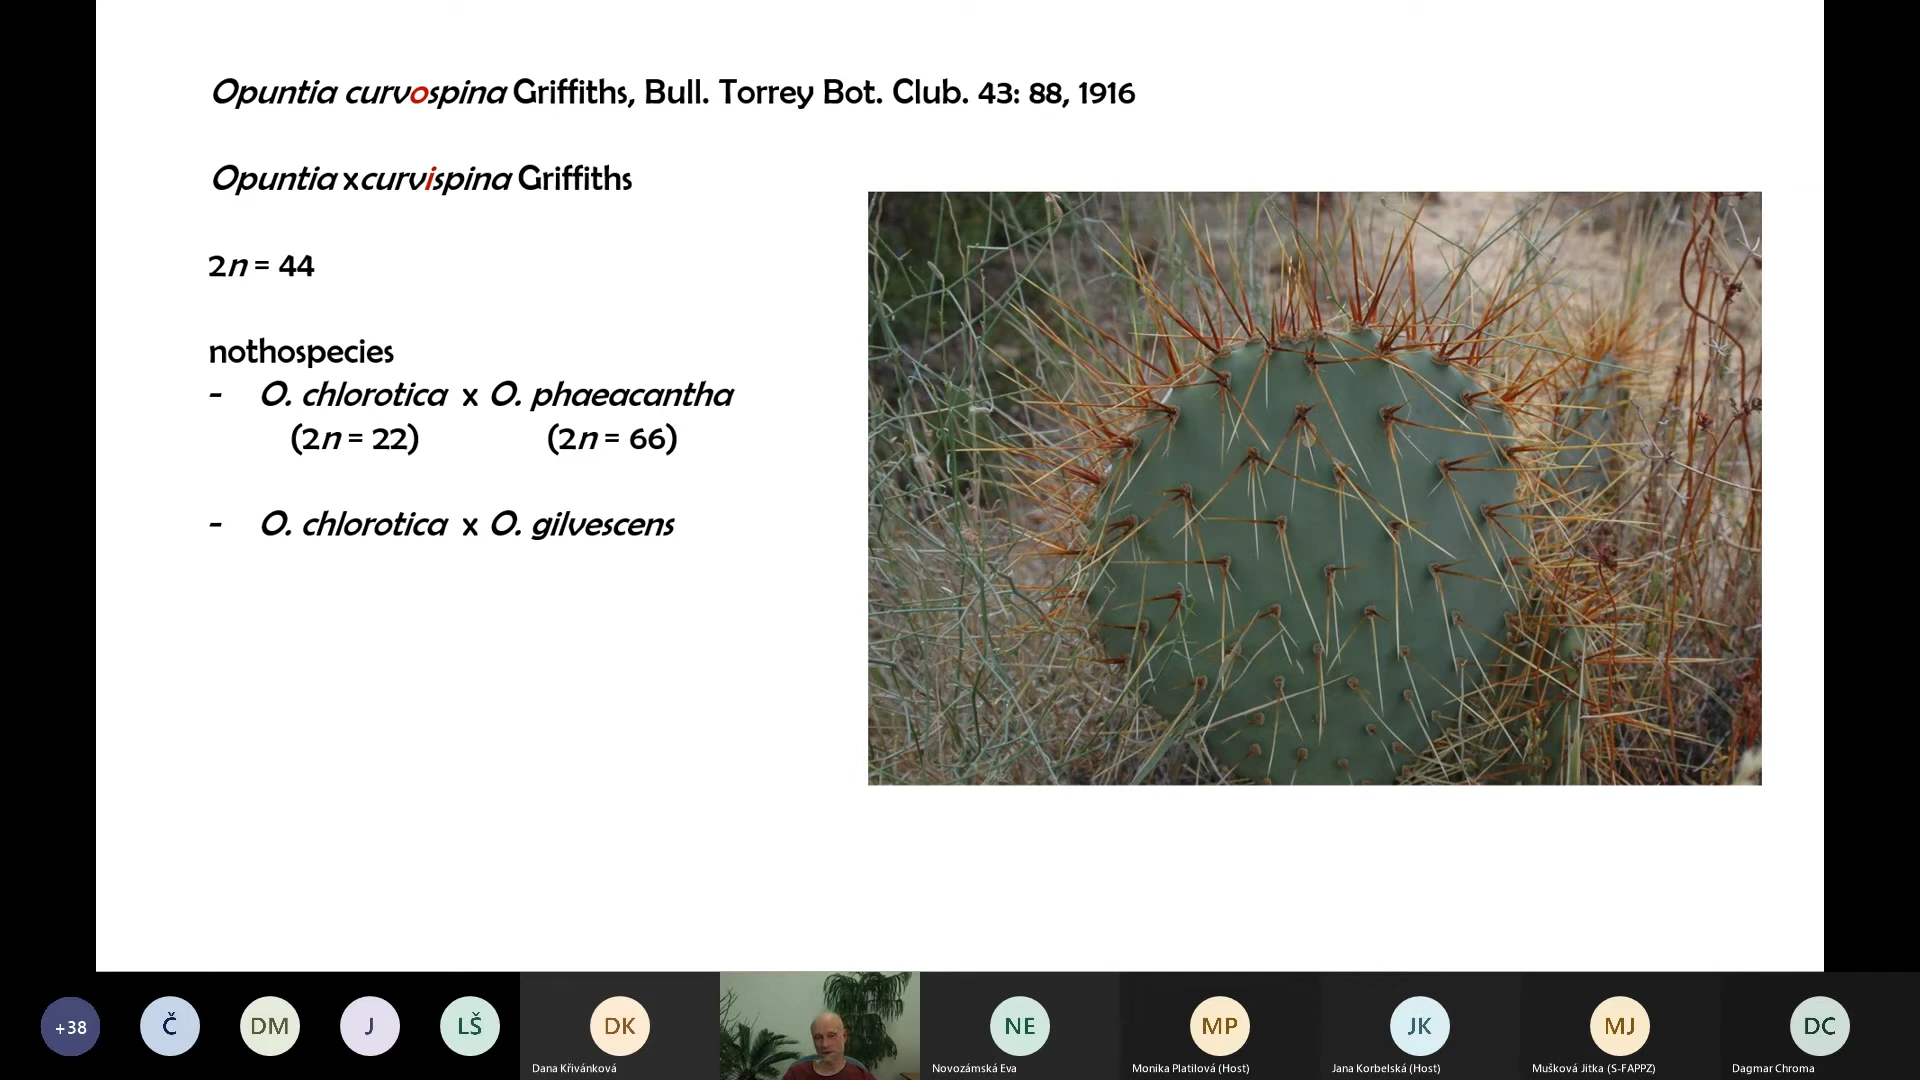 Opuntia curvospina Griffiths, Bull. Torrey Bot. Club. 43: 88, 1916
Opuntia xcurvispina Griffiths
2n = 44
nothospecies
- O. chlorotica x O. phaeacantha
(2n = 22) (2n = 66)
- O. chlorotica x O. gilvescens
+38 Č DM J LŠ DK NE MP JK MJ DC
Dana Křivánková Novozámská Eva Monika Platilová (Host) Jana Korbelská (Host) Mušková Jitka (S-FAPPZ) Dagmar Chroma